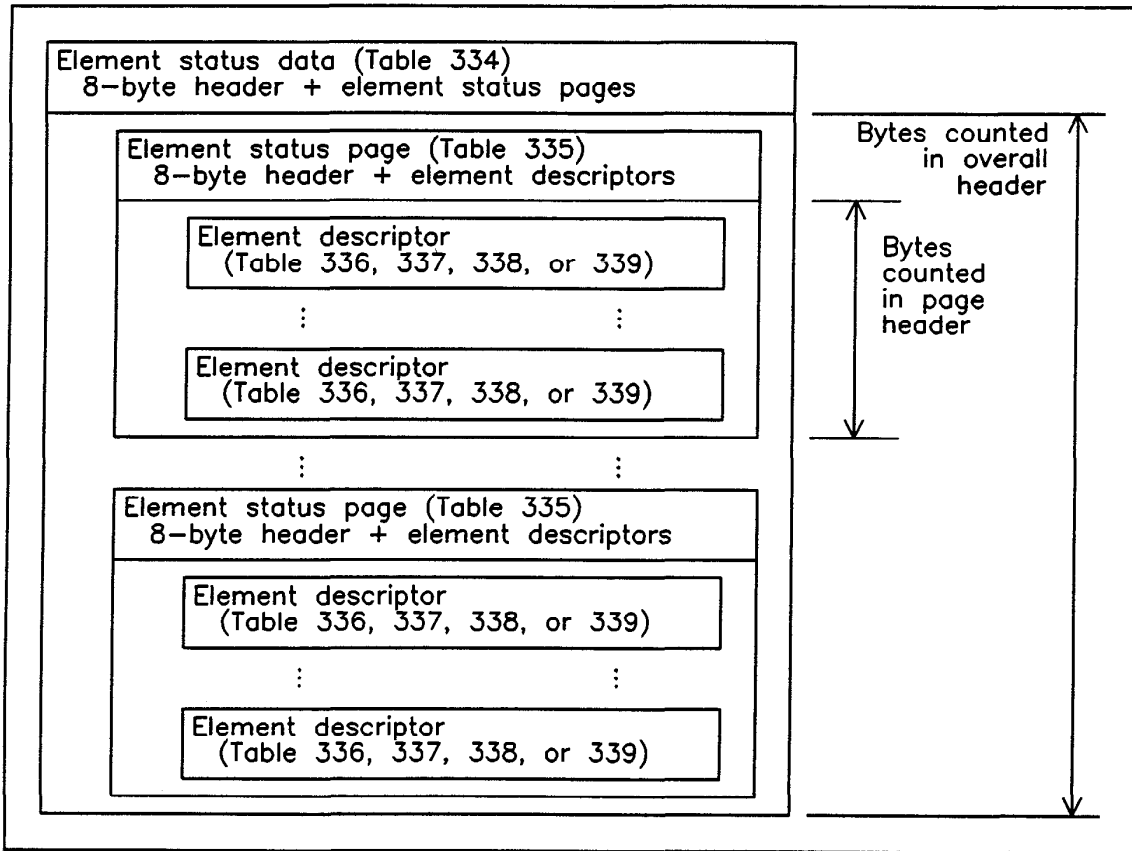 Element status data (Table 334)
8-byte header + element status pages
Bytes counted
in overall
header
Element status page (Table 335)
8-byte header + element descriptors
Element descriptor
(Table 336, 337, 338, or 339)
Bytes
counted
in page
header
Element descriptor
(Table 336, 337, 338, or 339)
Element status page (Table 335)
8-byte header + element descriptors
Element descriptor
(Table 336, 337, 338, or 339)
Element descriptor
(Table 336, 337, 338, or 339)